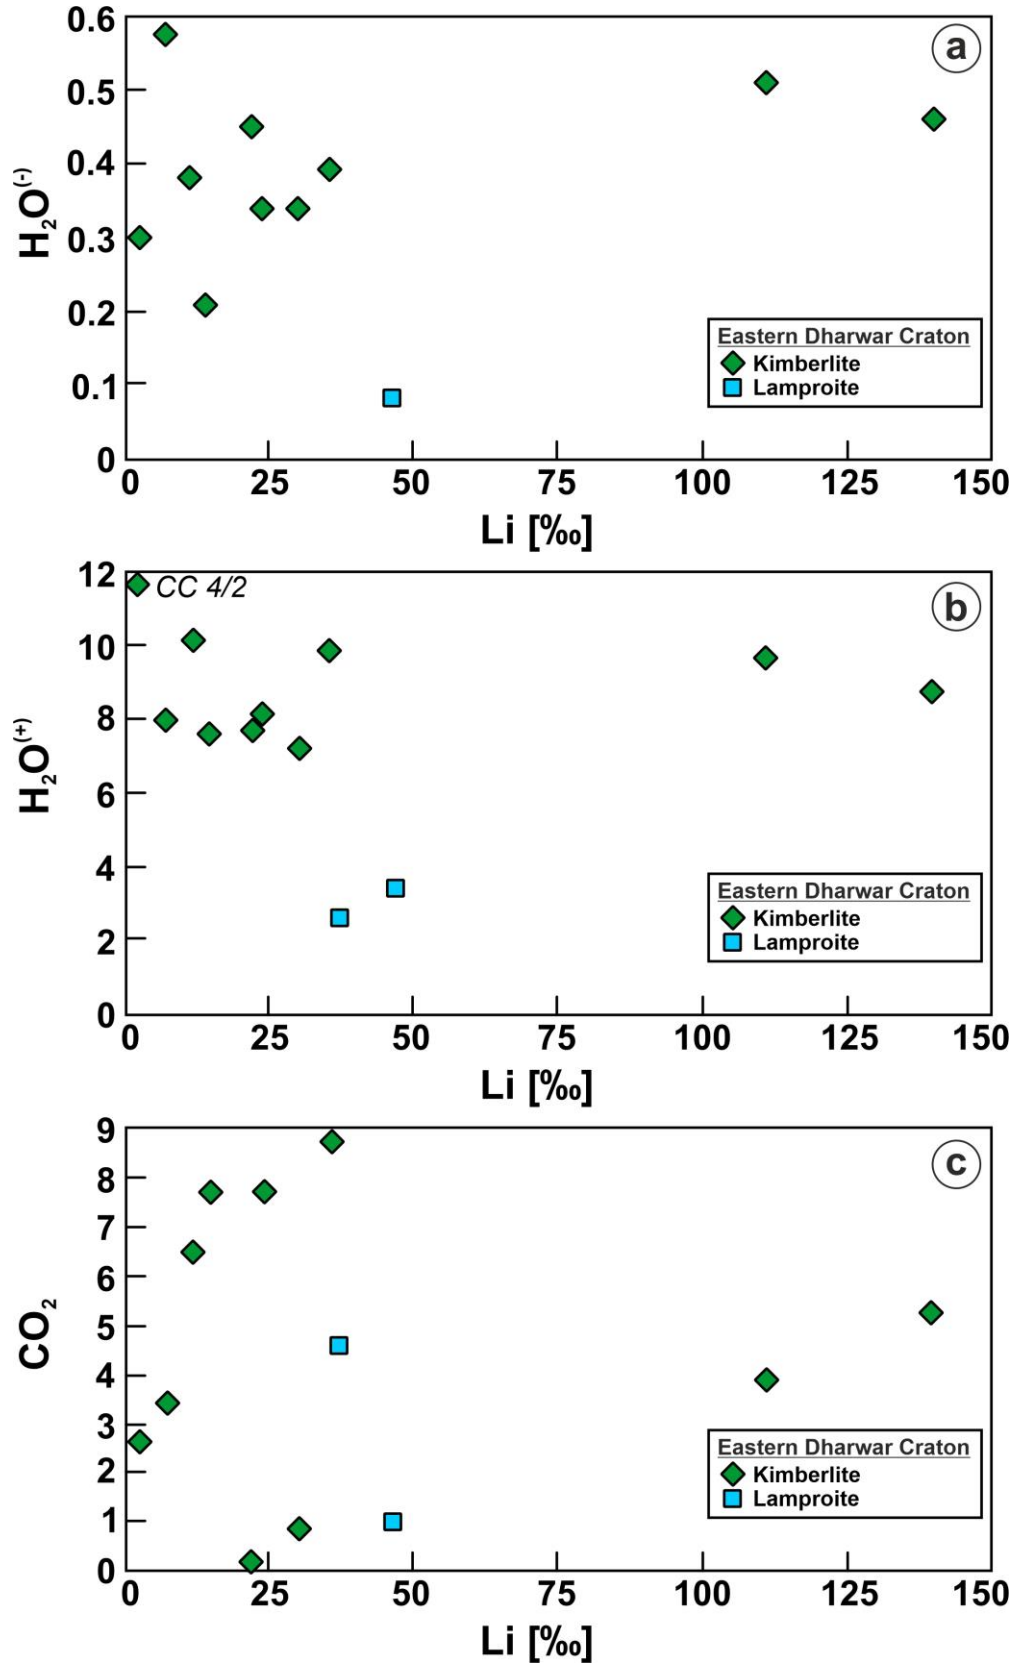 0.6
0.5
0.4
0.3
0.2
0.1
0
H₂O⁽⁻⁾
a
Eastern Dharwar Craton
Kimberlite
Lamproite
0 25 50 75 100 125 150
Li [‰]
12
10
8
6
4
2
0
H₂O⁽⁺⁾
CC 4/2
b
Eastern Dharwar Craton
Kimberlite
Lamproite
0 25 50 75 100 125 150
Li [‰]
9
8
7
6
5
4
3
2
1
0
CO₂
c
Eastern Dharwar Craton
Kimberlite
Lamproite
0 25 50 75 100 125 150
Li [‰]